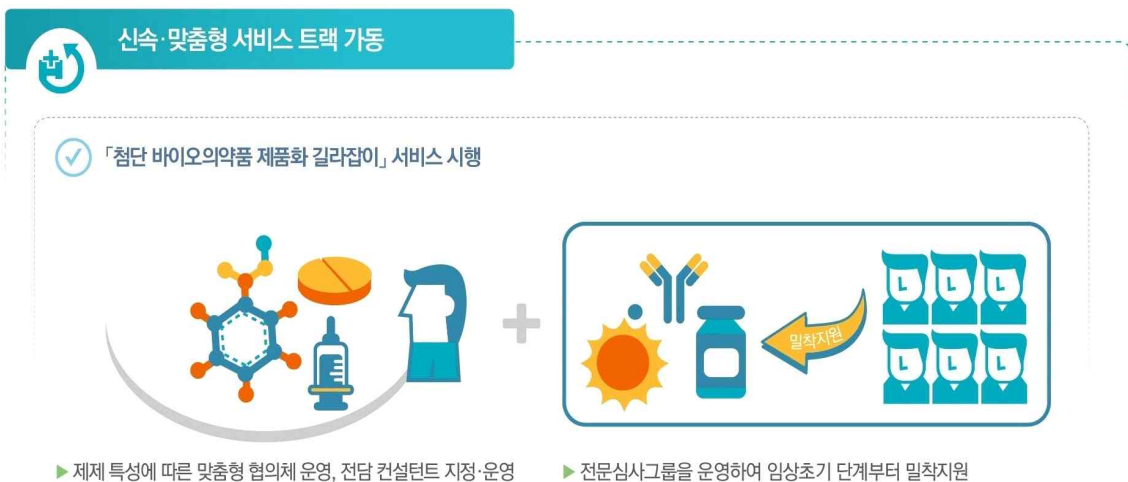 신속·맞춤형 서비스 트랙 가동
「첨단 바이오의약품 제품화 길라잡이」 서비스 시행
밀착지원
▶ 제제 특성에 따른 맞춤형 협의체 운영, 전담 컨설턴트 지정·운영
▶ 전문심사그룹을 운영하여 임상초기 단계부터 밀착지원